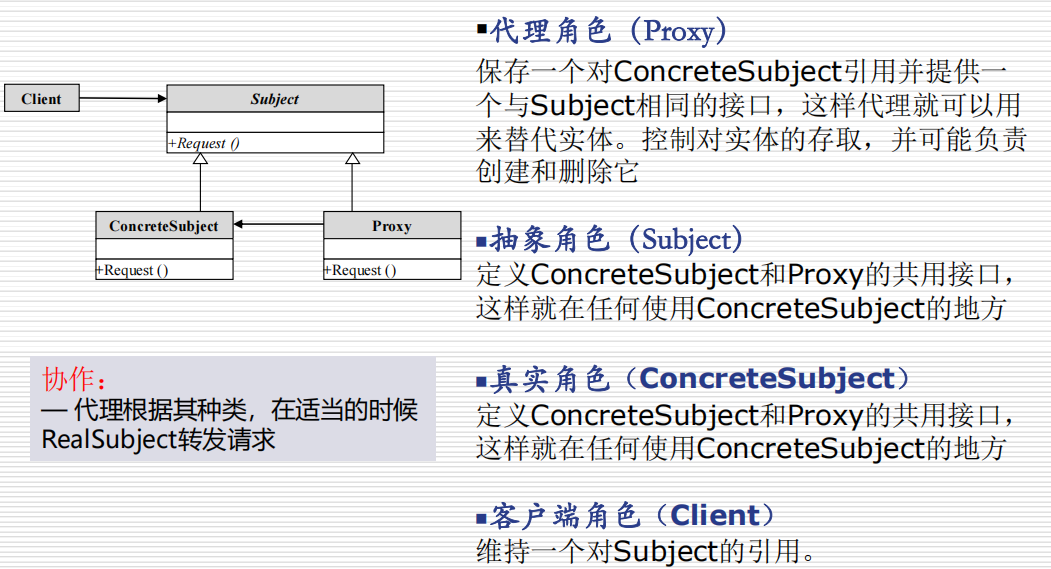 Client
Subject
+Request ()
ConcreteSubject
+Request ()
Proxy
+Request ()
协作：
— 代理根据其种类，在适当的时候
RealSubject转发请求
▪代理角色（Proxy）
保存一个对ConcreteSubject引用并提供一
个与Subject相同的接口，这样代理就可以用
来替代实体。控制对实体的存取，并可能负责
创建和删除它
▪抽象角色（Subject）
定义ConcreteSubject和Proxy的共用接口，
这样就在任何使用ConcreteSubject的地方
▪真实角色（ConcreteSubject）
定义ConcreteSubject和Proxy的共用接口，
这样就在任何使用ConcreteSubject的地方
▪客户端角色（Client）
维持一个对Subject的引用。